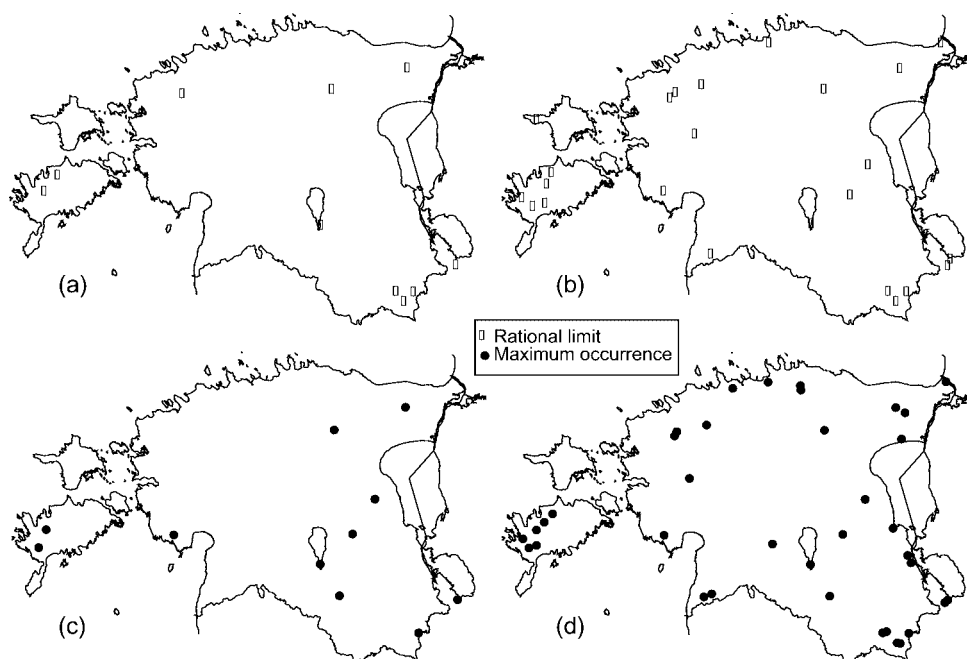 (a)
(b)
Rational limit
Maximum occurrence
(c)
(d)